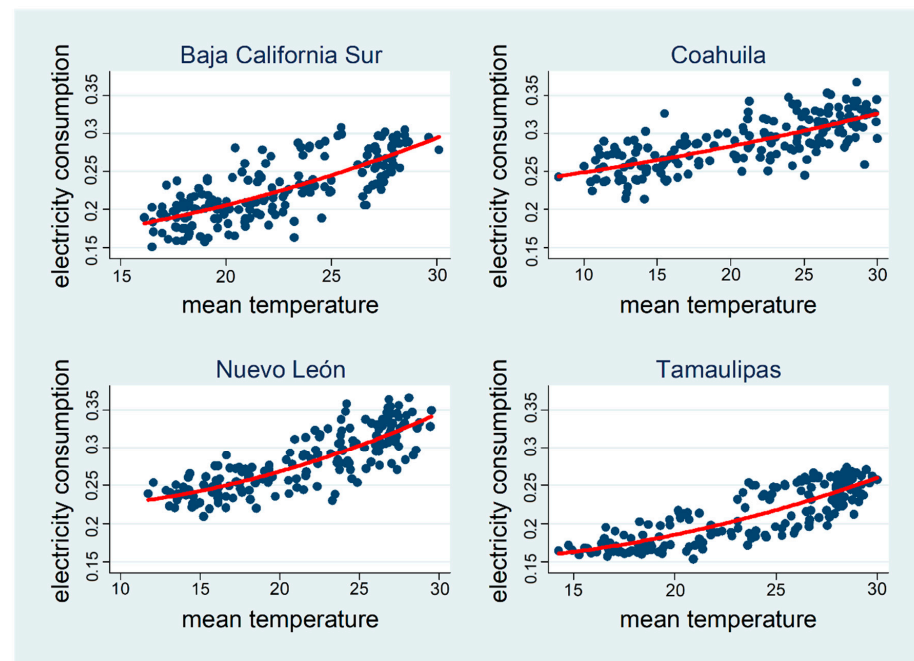 Baja California Sur
electricity consumption
0.35
0.3
0.25
0.2
0.15
15 20 25 30
mean temperature
Coahuila
electricity consumption
0.35
0.3
0.25
0.2
0.15
10 15 20 25 30
mean temperature
Nuevo León
electricity consumption
0.35
0.3
0.25
0.2
0.15
10 15 20 25 30
mean temperature
Tamaulipas
electricity consumption
0.35
0.3
0.25
0.2
0.15
15 20 25 30
mean temperature